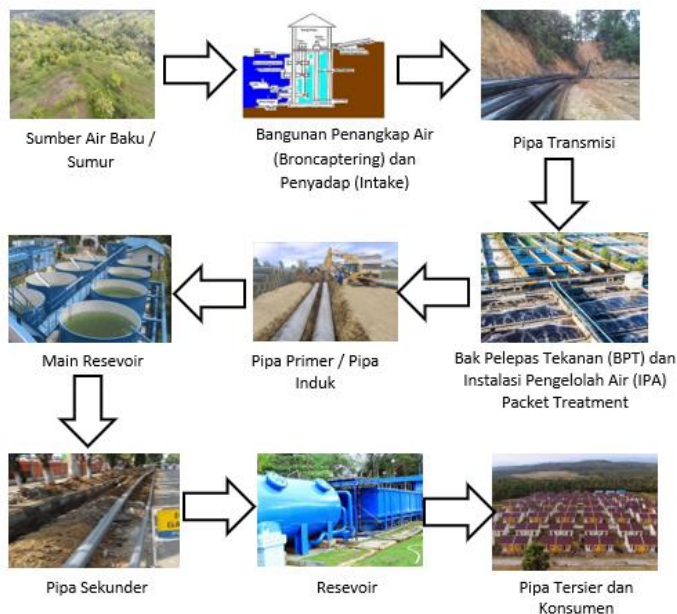 Sumber Air Baku /
Sumur
Bangunan Penangkap Air
(Broncaptering) dan
Penyadap (Intake)
Pipa Transmisi
Main Resevoir
Pipa Primer / Pipa
Induk
Bak Pelepas Tekanan (BPT) dan
Instalasi Pengelolah Air (IPA)
Packet Treatment
Pipa Sekunder
Resevoir
Pipa Tersier dan
Konsumen